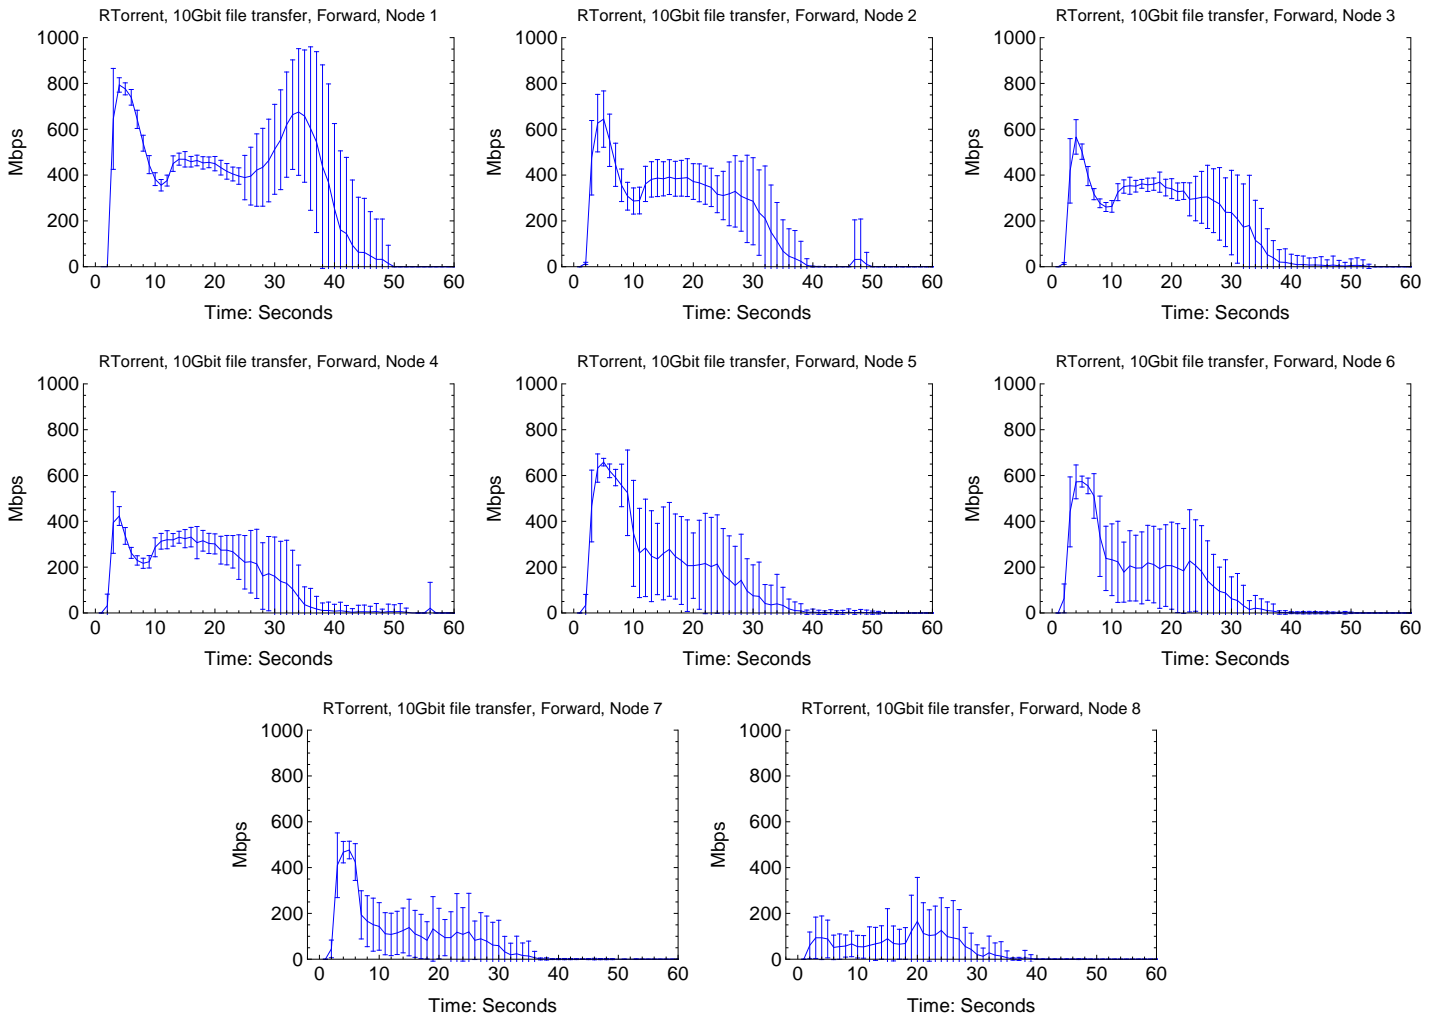 RTorrent, 10Gbit file transfer, Forward, Node 1
1000
800
600
400
200
0
Mbps
0 10 20 30 40 50 60
Time: Seconds
RTorrent, 10Gbit file transfer, Forward, Node 2
1000
800
600
400
200
0
Mbps
0 10 20 30 40 50 60
Time: Seconds
RTorrent, 10Gbit file transfer, Forward, Node 3
1000
800
600
400
200
0
Mbps
0 10 20 30 40 50 60
Time: Seconds
RTorrent, 10Gbit file transfer, Forward, Node 4
1000
800
600
400
200
0
Mbps
0 10 20 30 40 50 60
Time: Seconds
RTorrent, 10Gbit file transfer, Forward, Node 5
1000
800
600
400
200
0
Mbps
0 10 20 30 40 50 60
Time: Seconds
RTorrent, 10Gbit file transfer, Forward, Node 6
1000
800
600
400
200
0
Mbps
0 10 20 30 40 50 60
Time: Seconds
RTorrent, 10Gbit file transfer, Forward, Node 7
1000
800
600
400
200
0
Mbps
0 10 20 30 40 50 60
Time: Seconds
RTorrent, 10Gbit file transfer, Forward, Node 8
1000
800
600
400
200
0
Mbps
0 10 20 30 40 50 60
Time: Seconds